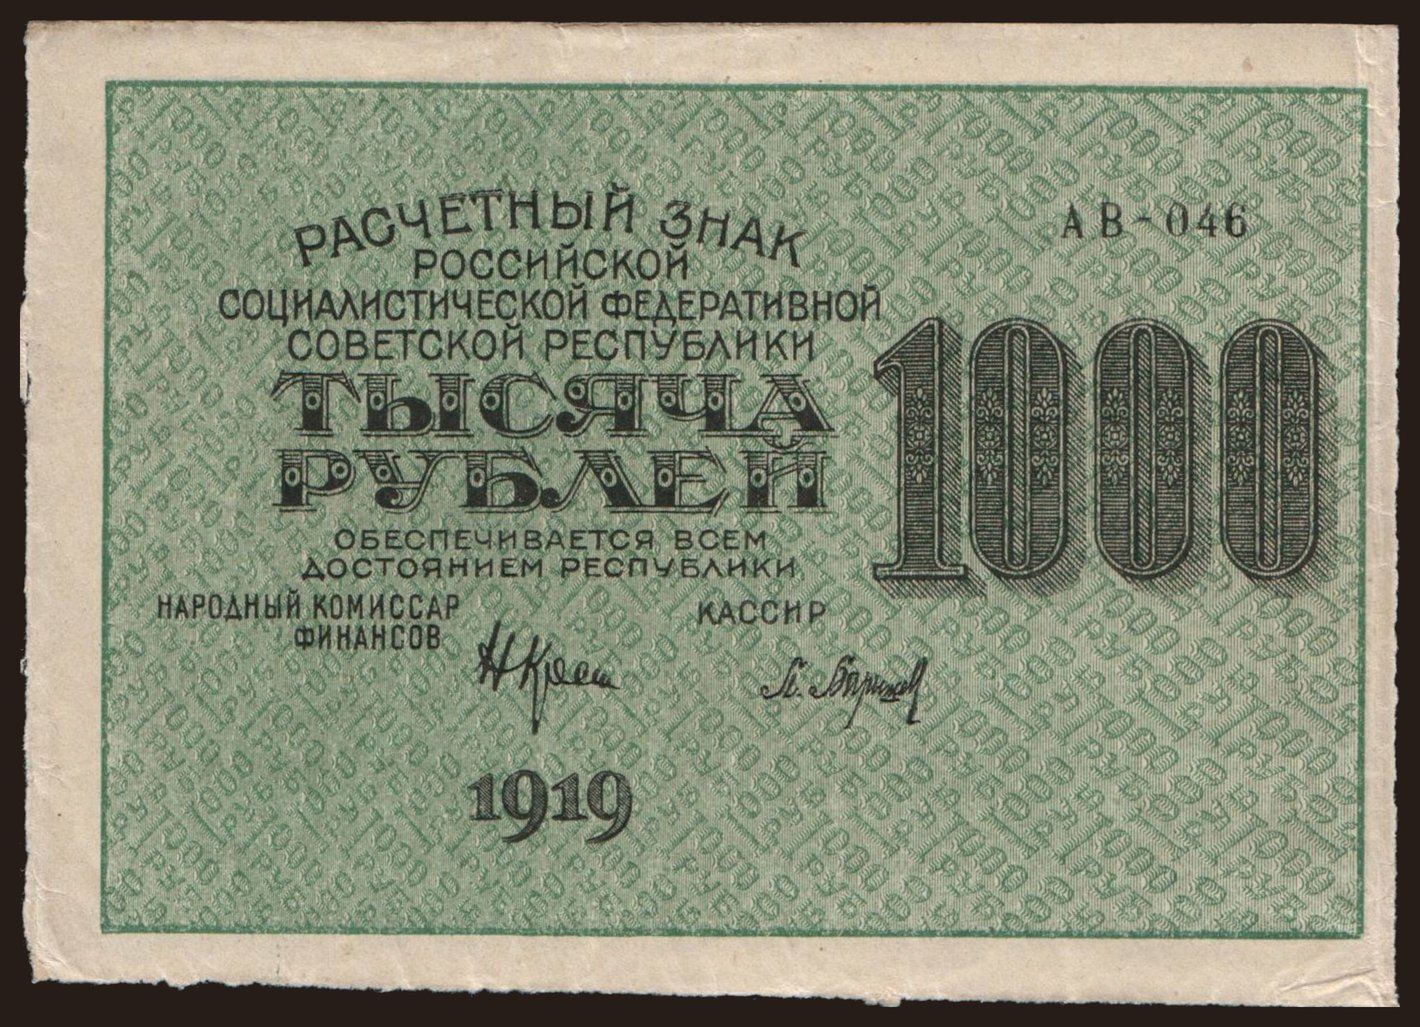 РАСЧЕТНЫЙ ЗНАК
РОССИЙСКОЙ
СОЦИАЛИСТИЧЕСКОЙ ФЕДЕРАТИВНОЙ
СОВЕТСКОЙ РЕСПУБЛИКИ
ТЫСЯЧА
РУБЛЕЙ
ОБЕСПЕЧИВАЕТСЯ ВСЕМ
ДОСТОЯНИЕМ РЕСПУБЛИКИ
НАРОДНЫЙ КОМИССАР
ФИНАНСОВ
КАССИР
1919
АВ-046
1000